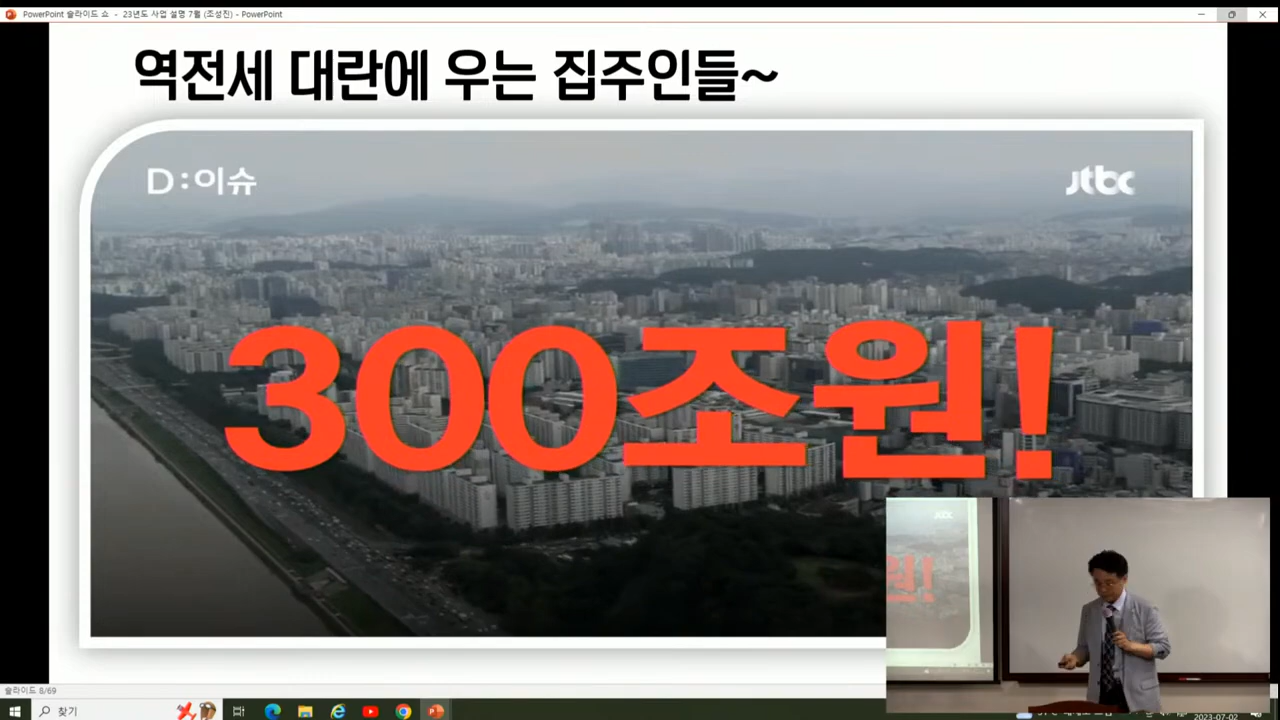 PowerPoint 슬라이드 쇼 - 23년도 사업 설명 7월 (조성진) - PowerPoint
역전세 대란에 우는 집주인들~
D:이슈
jtbc
300조원!
jtbc
원!
슬라이드 8/69
찾기
2023-07-02